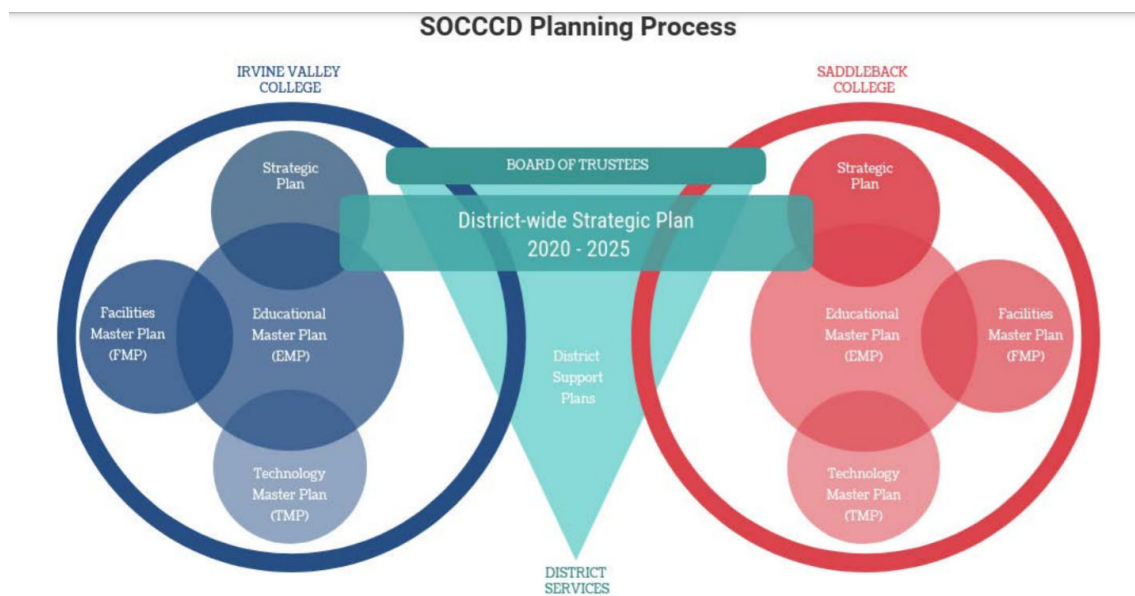 SOCCCD Planning Process
IRVINE VALLEY
COLLEGE
SADDLEBACK
COLLEGE
BOARD OF TRUSTEES
Strategic
Plan
Strategic
Plan
District-wide Strategic Plan
2020 - 2025
Facilities
Master Plan
(FMP)
Educational
Master Plan
(EMP)
Educational
Master Plan
(EMP)
Facilities
Master Plan
(FMP)
District
Support
Plans
Technology
Master Plan
(TMP)
Technology
Master Plan
(TMP)
DISTRICT
SERVICES